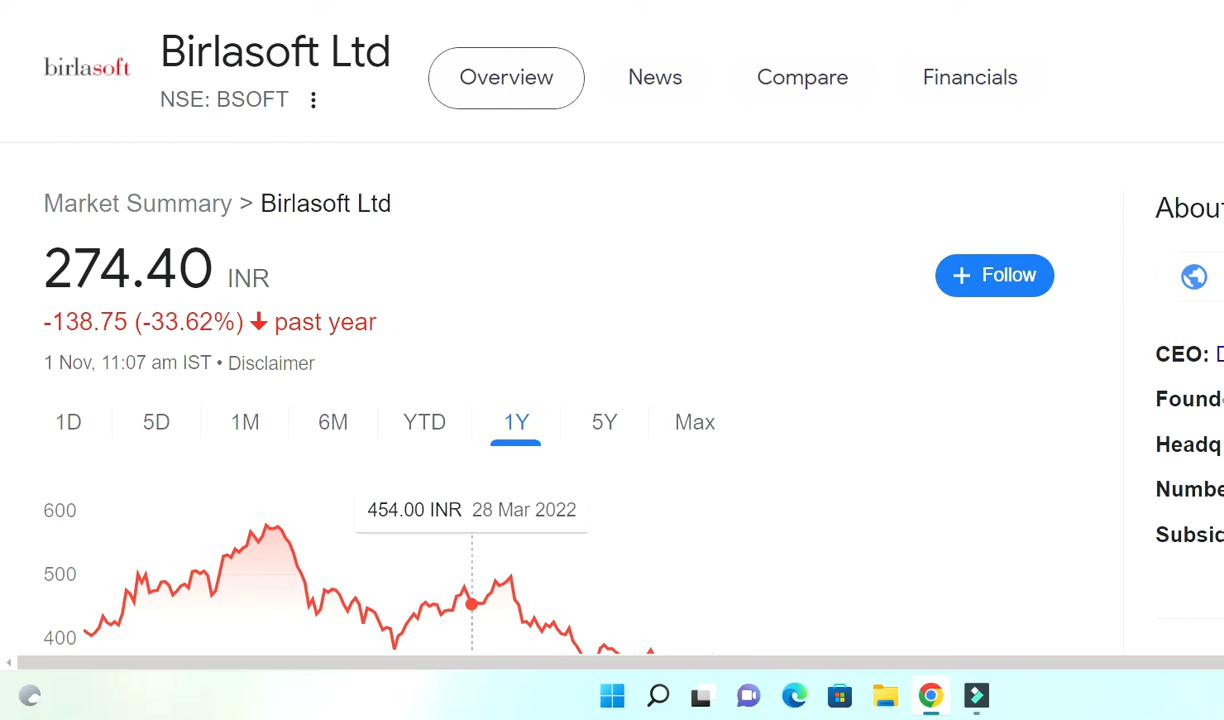 birlasoft
Birlasoft Ltd
NSE: BSOFT
Overview
News
Compare
Financials
Market Summary > Birlasoft Ltd
274.40 INR
-138.75 (-33.62%) past year
1 Nov, 11:07 am IST • Disclaimer
+ Follow
1D 5D 1M 6M YTD 1Y 5Y Max
454.00 INR 28 Mar 2022
600
500
400
Abou
CEO:
Found
Headq
Numbe
Subsic